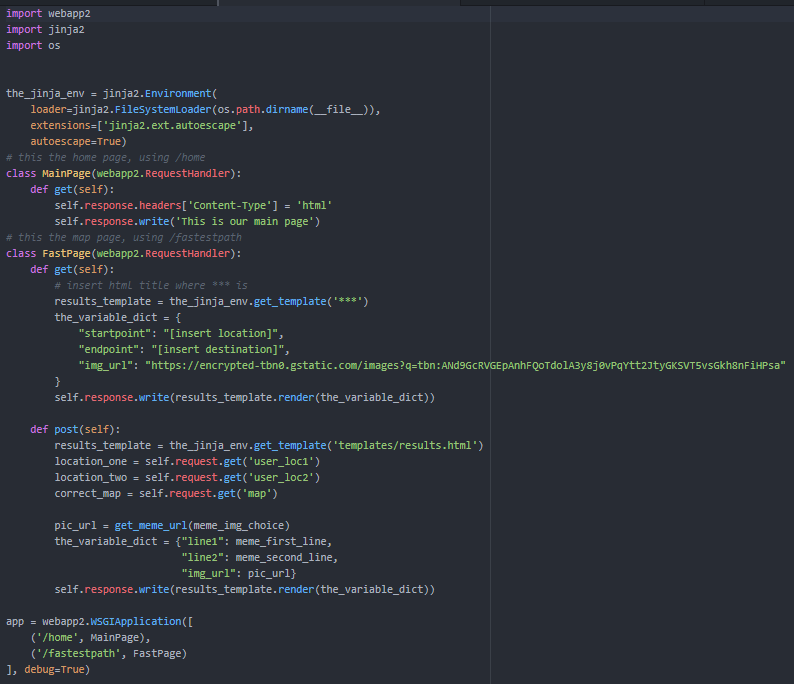 import webapp2
import jinja2
import os
the_jinja_env = jinja2.Environment(
    loader=jinja2.FileSystemLoader(os.path.dirname(__file__)),
    extensions=['jinja2.ext.autoescape'],
    autoescape=True)
# this the home page, using /home
class MainPage(webapp2.RequestHandler):
    def get(self):
        self.response.headers['Content-Type'] = 'html'
        self.response.write('This is our main page')
# this the map page, using /fastestpath
class FastPage(webapp2.RequestHandler):
    def get(self):
        # insert html title where *** is
        results_template = the_jinja_env.get_template('***')
        the_variable_dict = {
            "startpoint": "[insert location]",
            "endpoint": "[insert destination]",
            "img_url": "https://encrypted-tbn0.gstatic.com/images?q=tbn:ANd9GcRVGEpAnhFQoTdolA3y8j0vPqYtt2JtyGKSVT5vsGkh8nFiHPsa"
        }
        self.response.write(results_template.render(the_variable_dict))
    def post(self):
        results_template = the_jinja_env.get_template('templates/results.html')
        location_one = self.request.get('user_loc1')
        location_two = self.request.get('user_loc2')
        correct_map = self.request.get('map')
        pic_url = get_meme_url(meme_img_choice)
        the_variable_dict = {"line1": meme_first_line,
                             "line2": meme_second_line,
                             "img_url": pic_url}
        self.response.write(results_template.render(the_variable_dict))
app = webapp2.WSGIApplication([
    ('/home', MainPage),
    ('/fastestpath', FastPage)
], debug=True)